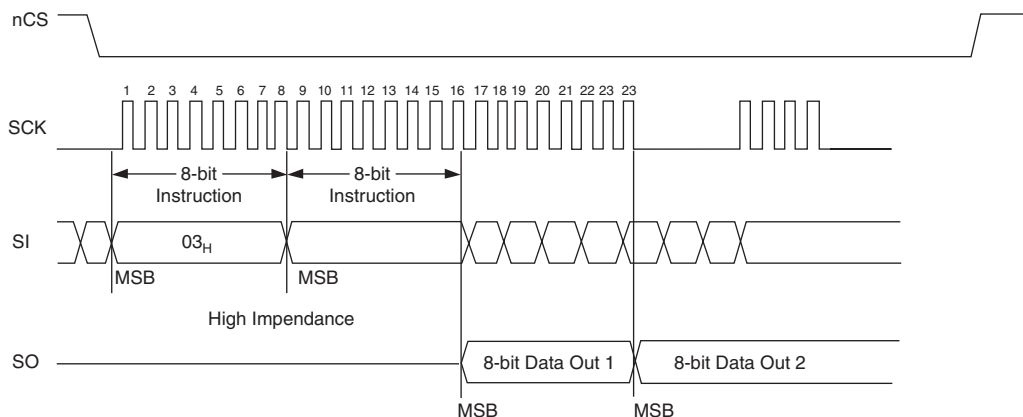 nCS
1 2 3 4 5 6 7 8 9 10 11 12 13 14 15 16 17 18 19 20 21 22 23 23
SCK
8-bit 8-bit
Instruction Instruction
SI 03H
MSB MSB
High Impendance
SO 8-bit Data Out 1 8-bit Data Out 2
MSB MSB